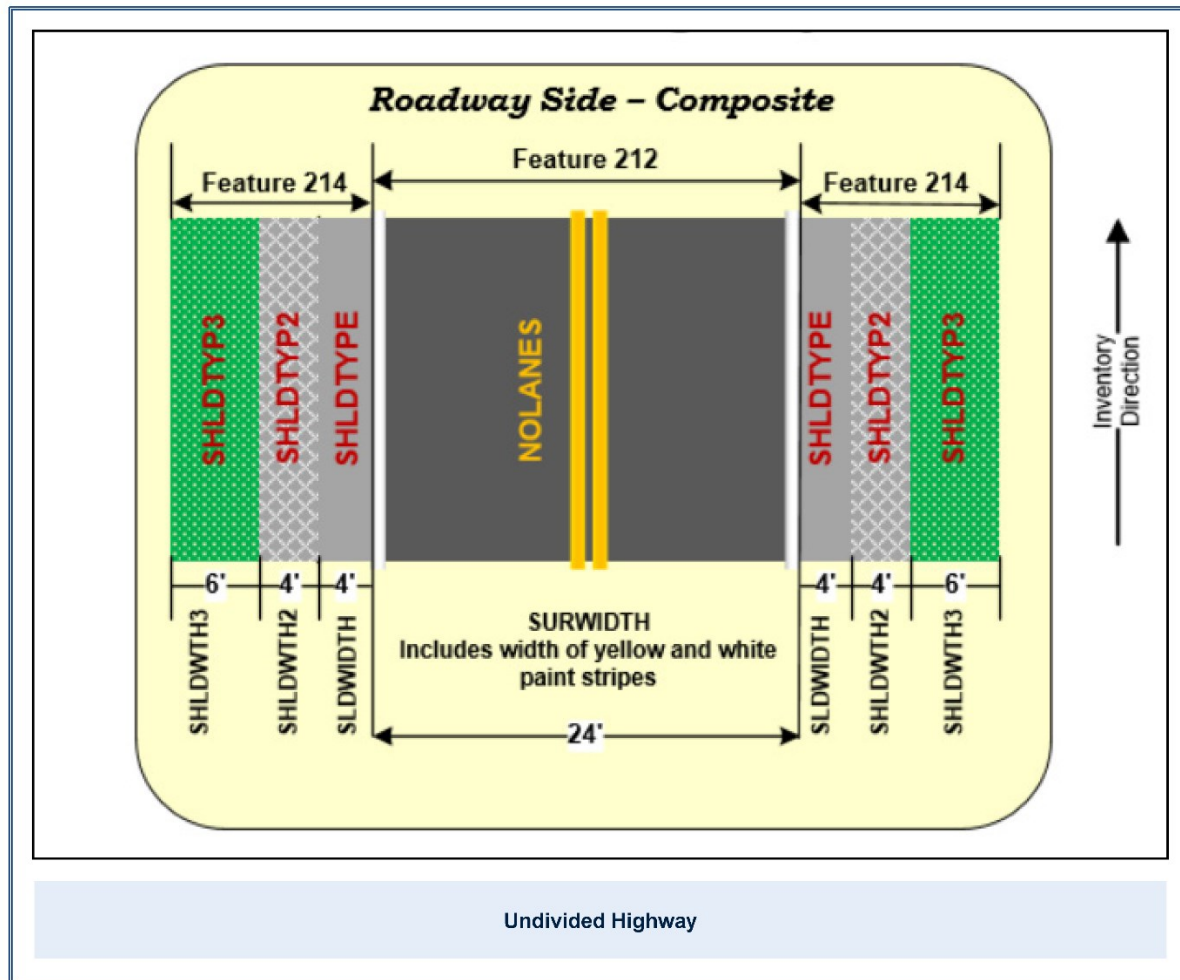 Roadway Side – Composite
Feature 214
Feature 212
Feature 214
SHLDTYP3
SHLDTYP2
SHLDTYPE
NOLANES
SHLDTYPE
SHLDTYP2
SHLDTYP3
Inventory
Direction
6'
4'
4'
4'
4'
6'
SHLDWTH3
SHLDWTH2
SLDWIDTH
SURWIDTH
Includes width of yellow and white
paint stripes
SLDWIDTH
SHLDWTH2
SHLDWTH3
24'
Undivided Highway